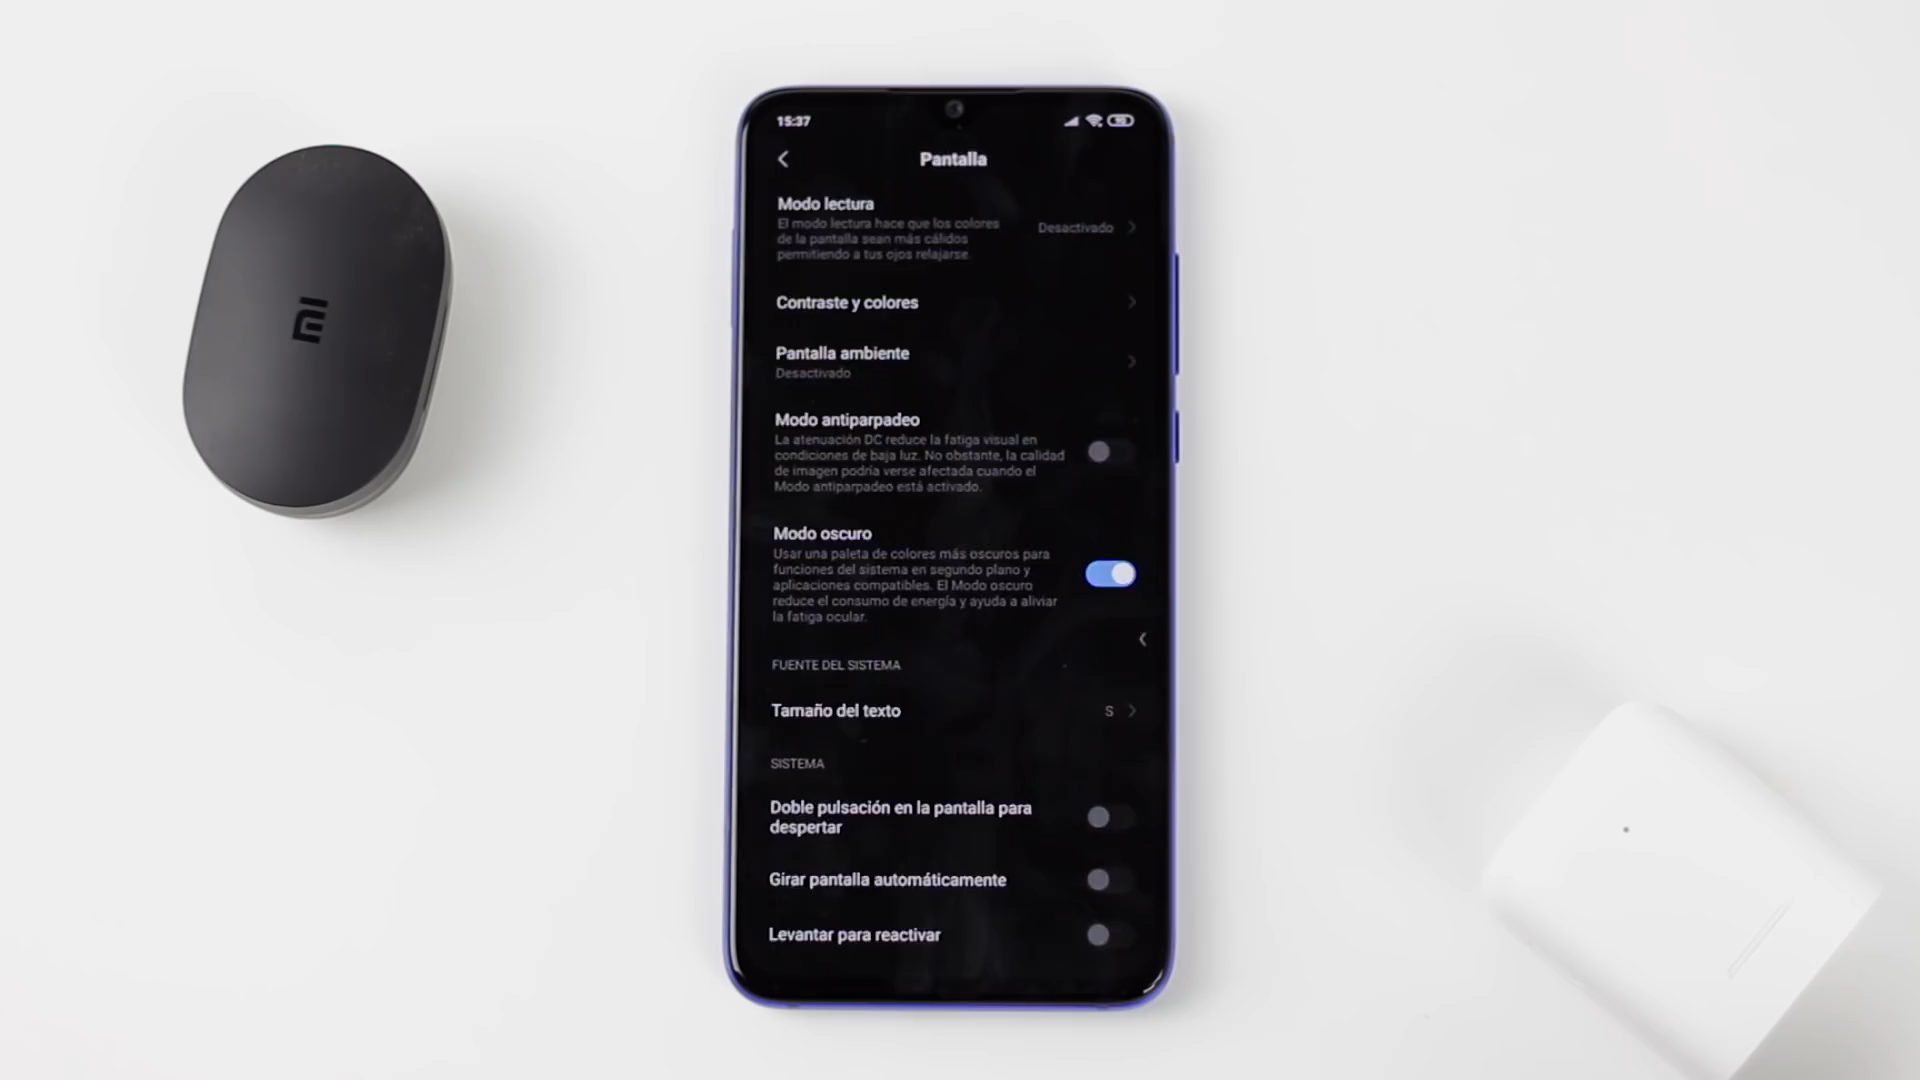 15:37
Pantalla
Modo lectura
El modo lectura hace que los colores
de la pantalla sean más cálidos
permitiendo a tus ojos relajarse.
Desactivado
Contraste y colores
Pantalla ambiente
Desactivado
Modo antiparpadeo
La atenuación DC reduce la fatiga visual en
condiciones de baja luz. No obstante, la calidad
de imagen podría verse afectada cuando el
Modo antiparpadeo está activado.
Modo oscuro
Usar una paleta de colores más oscuros para
funciones del sistema en segundo plano y
aplicaciones compatibles. El Modo oscuro
reduce el consumo de energía y ayuda a aliviar
la fatiga ocular.
FUENTE DEL SISTEMA
Tamaño del texto
S
SISTEMA
Doble pulsación en la pantalla para
despertar
Girar pantalla automáticamente
Levantar para reactivar